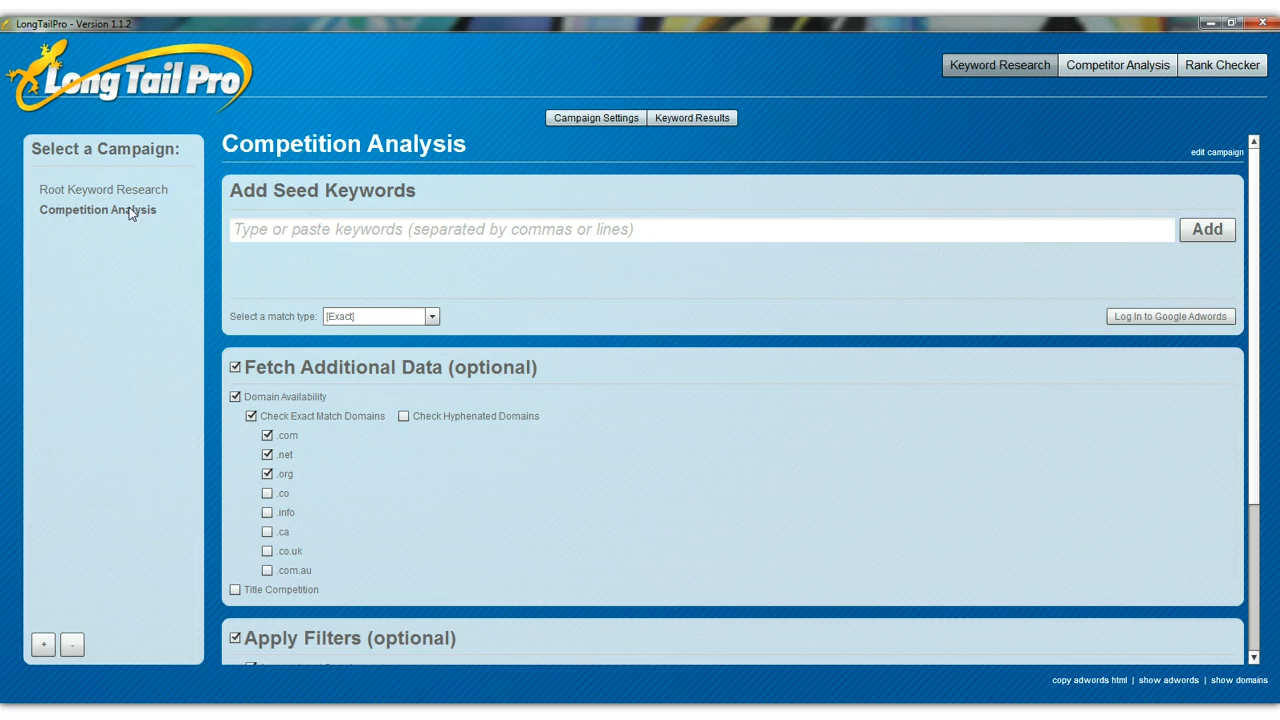 LongTailPro - Version 1.1.2
Long Tail Pro
Keyword Research
Competitor Analysis
Rank Checker
Campaign Settings
Keyword Results
Select a Campaign:
Root Keyword Research
Competition Analysis
+
-
Competition Analysis
edit campaign
Add Seed Keywords
Type or paste keywords (separated by commas or lines)
Add
Select a match type:
[Exact]
Log In to Google Adwords
Fetch Additional Data (optional)
Domain Availability
Check Exact Match Domains
Check Hyphenated Domains
.com
.net
.org
.co
.info
.ca
.co.uk
.com.au
Title Competition
Apply Filters (optional)
copy adwords html | show adwords | show domains